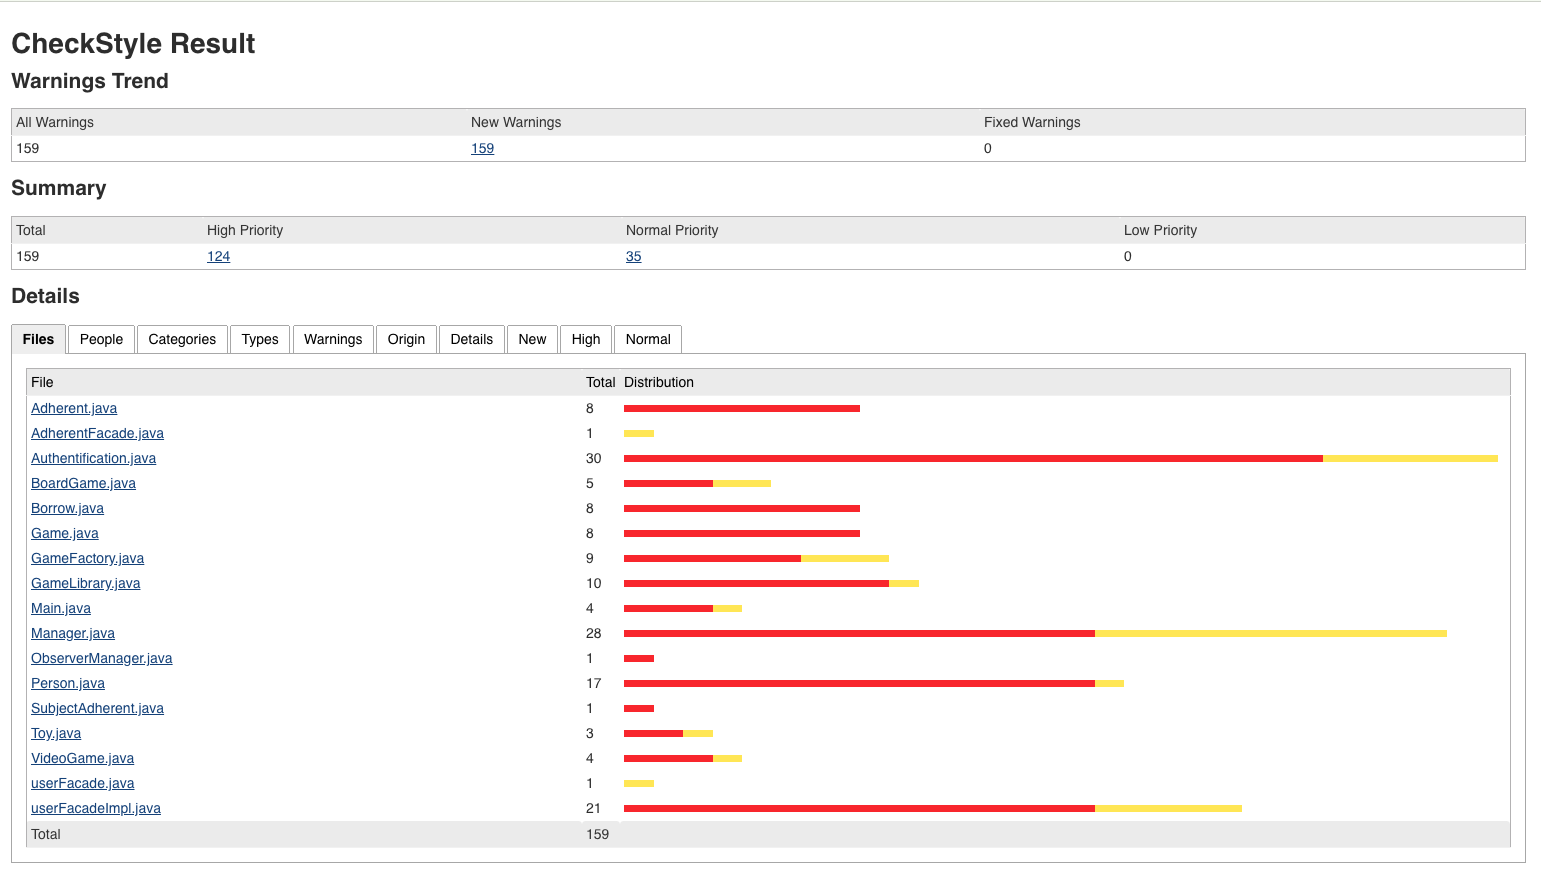 CheckStyle Result
Warnings Trend
All Warnings New Warnings Fixed Warnings
159 159 0
Summary
Total High Priority Normal Priority Low Priority
159 124 35 0
Details
Files People Categories Types Warnings Origin Details New High Normal
File Total Distribution
Adherent.java 8
AdherentFacade.java 1
Authentification.java 30
BoardGame.java 5
Borrow.java 8
Game.java 8
GameFactory.java 9
GameLibrary.java 10
Main.java 4
Manager.java 28
ObserverManager.java 1
Person.java 17
SubjectAdherent.java 1
Toy.java 3
VideoGame.java 4
userFacade.java 1
userFacadeImpl.java 21
Total 159